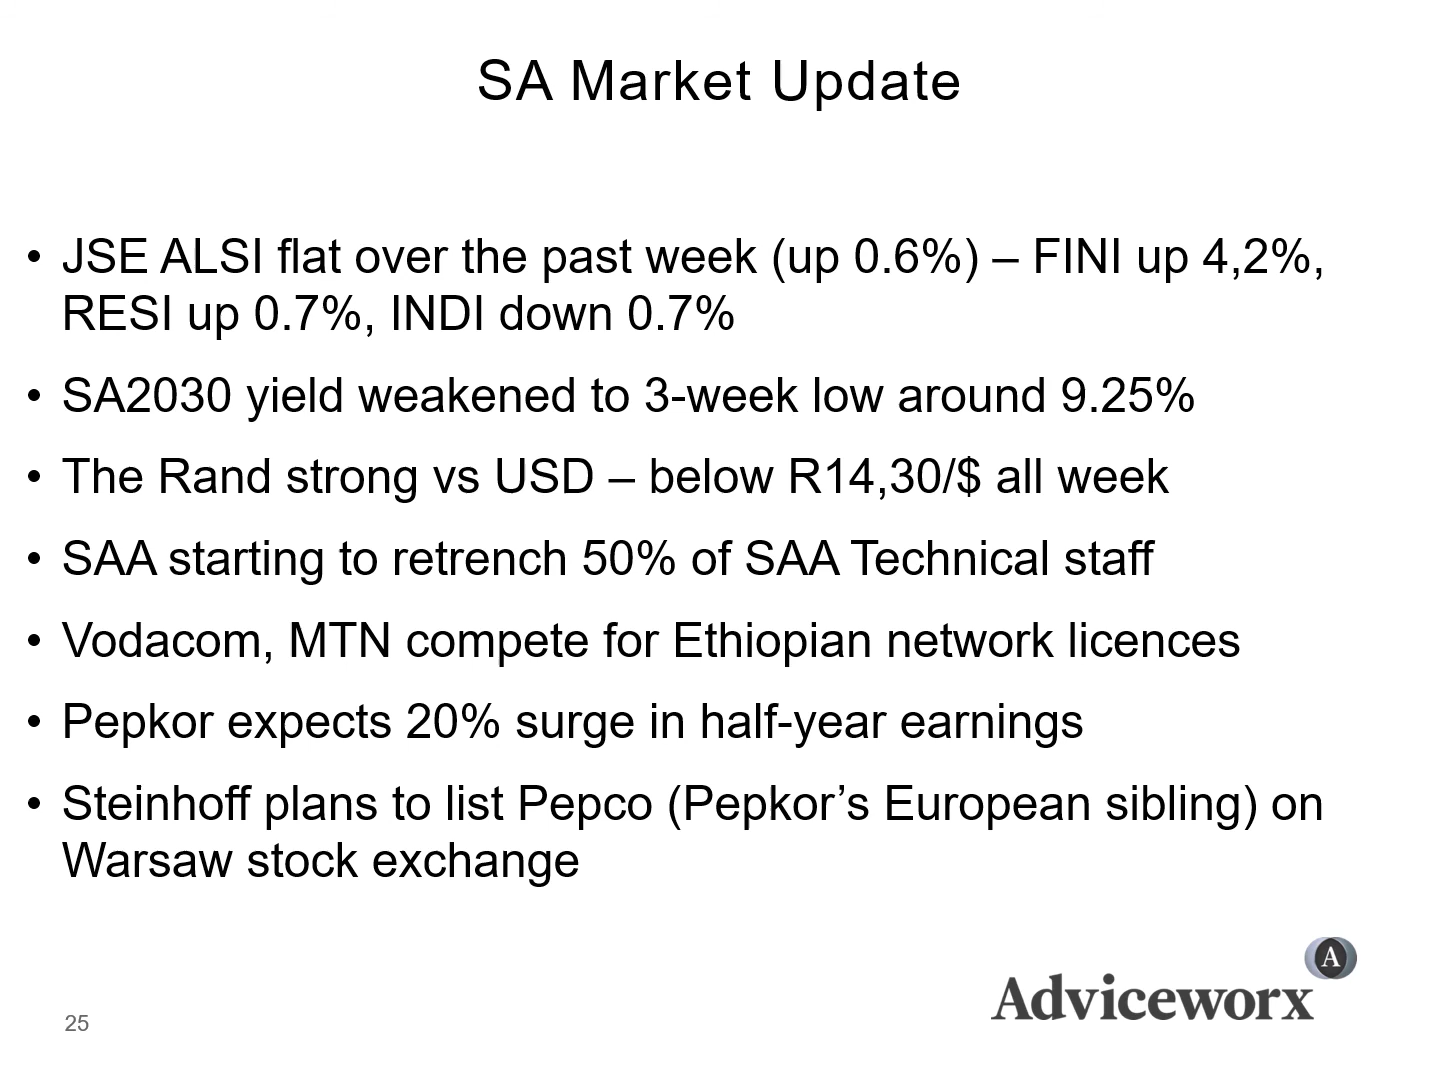 SA Market Update
• JSE ALSI flat over the past week (up 0.6%) – FINI up 4,2%,
RESI up 0.7%, INDI down 0.7%
• SA2030 yield weakened to 3-week low around 9.25%
• The Rand strong vs USD – below R14,30/$ all week
• SAA starting to retrench 50% of SAA Technical staff
• Vodacom, MTN compete for Ethiopian network licences
• Pepkor expects 20% surge in half-year earnings
• Steinhoff plans to list Pepco (Pepkor’s European sibling) on
Warsaw stock exchange
A
Adviceworx
25